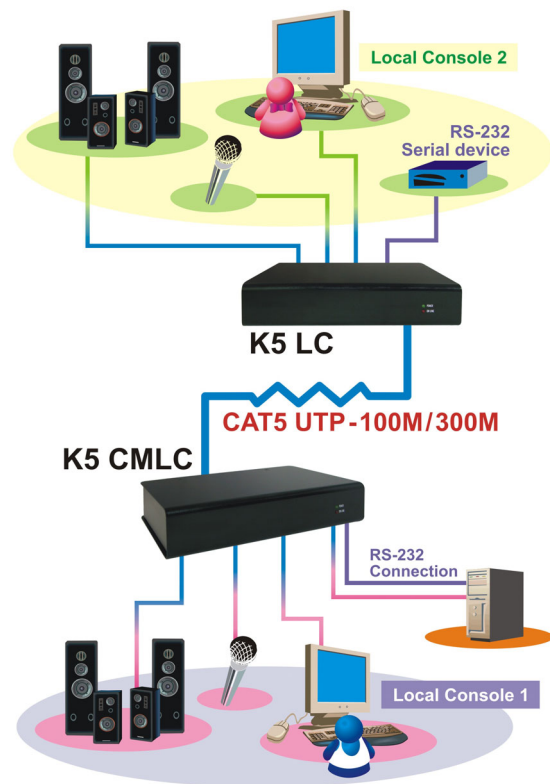 Local Console 2
RS-232
Serial device
K5 LC
CAT5 UTP-100M/300M
K5 CMLC
RS-232
Connection
Local Console 1